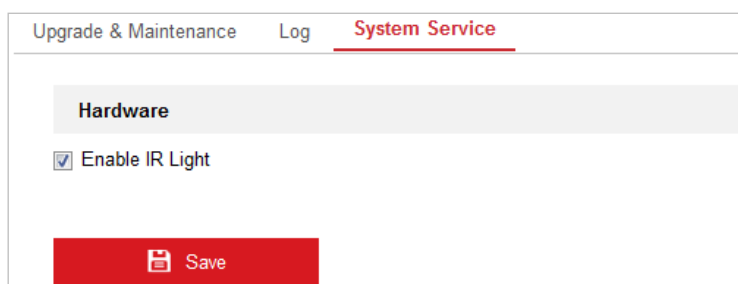 Upgrade & Maintenance Log System Service
Hardware
Enable IR Light
Save